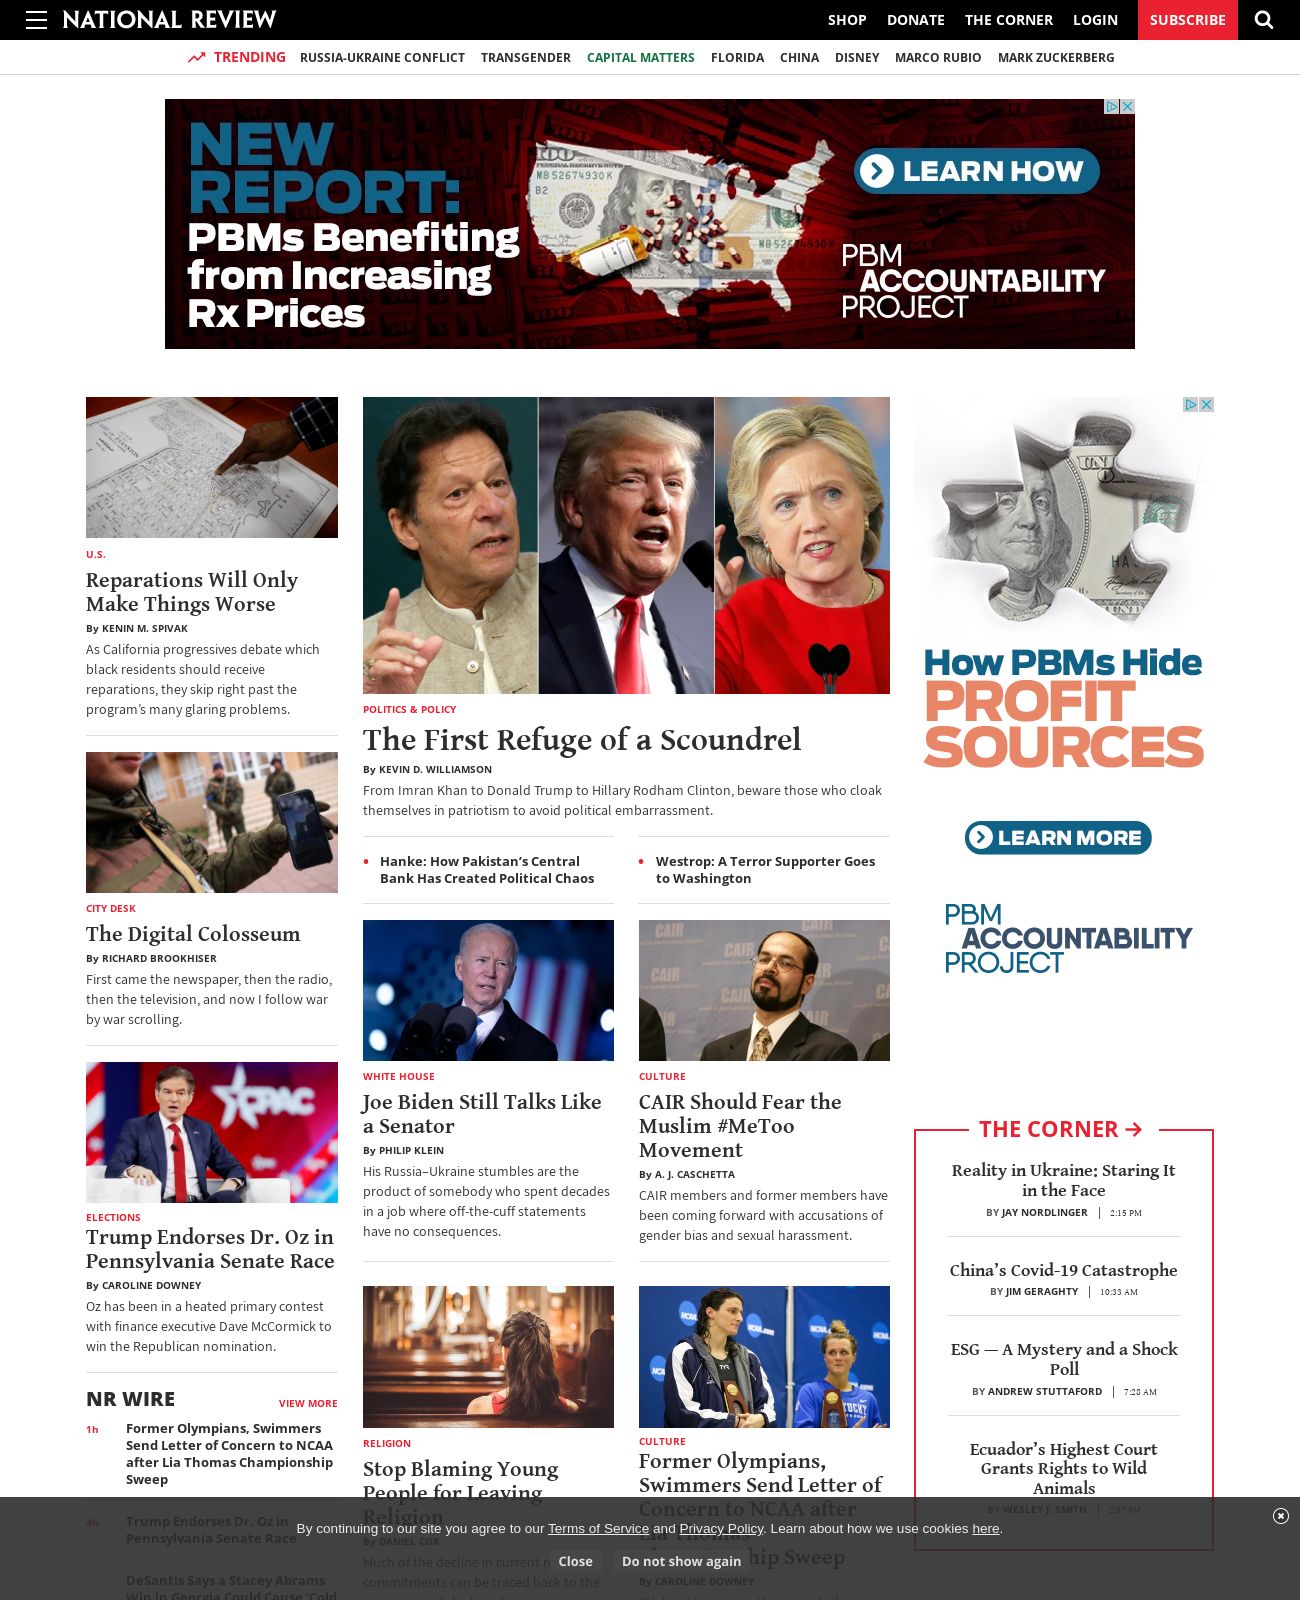 NATIONAL REVIEW
SHOP DONATE THE CORNER LOGIN SUBSCRIBE
TRENDING RUSSIA-UKRAINE CONFLICT TRANSGENDER CAPITAL MATTERS FLORIDA CHINA DISNEY MARCO RUBIO MARK ZUCKERBERG
NEW
REPORT:
PBMs Benefiting
from Increasing
Rx Prices
LEARN HOW
PBM
ACCOUNTABILITY
PROJECT
U.S.
Reparations Will Only
Make Things Worse
By KENIN M. SPIVAK
As California progressives debate which
black residents should receive
reparations, they skip right past the
program’s many glaring problems.
CITY DESK
The Digital Colosseum
By RICHARD BROOKHISER
First came the newspaper, then the radio,
then the television, and now I follow war
by war scrolling.
CPAC
ELECTIONS
Trump Endorses Dr. Oz in
Pennsylvania Senate Race
By CAROLINE DOWNEY
Oz has been in a heated primary contest
with finance executive Dave McCormick to
win the Republican nomination.
NR WIRE
VIEW MORE
1h
Former Olympians, Swimmers
Send Letter of Concern to NCAA
after Lia Thomas Championship
Sweep
4h
Trump Endorses Dr. Oz in
Pennsylvania Senate Race
DeSantis Says a Stacey Abrams
Win in Georgia Could Cause ‘Cold
POLITICS & POLICY
The First Refuge of a Scoundrel
By KEVIN D. WILLIAMSON
From Imran Khan to Donald Trump to Hillary Rodham Clinton, beware those who cloak
themselves in patriotism to avoid political embarrassment.
Hanke: How Pakistan’s Central
Bank Has Created Political Chaos
Westrop: A Terror Supporter Goes
to Washington
WHITE HOUSE
Joe Biden Still Talks Like
a Senator
By PHILIP KLEIN
His Russia–Ukraine stumbles are the
product of somebody who spent decades
in a job where off-the-cuff statements
have no consequences.
CAIR
CULTURE
CAIR Should Fear the
Muslim #MeToo
Movement
By A. J. CASCHETTA
CAIR members and former members have
been coming forward with accusations of
gender bias and sexual harassment.
RELIGION
Stop Blaming Young
People for Leaving
Religion
By DANIEL COX
Much of the decline in current
commitments can be traced back to the
NCAA
CULTURE
Former Olympians,
Swimmers Send Letter of
Concern to NCAA after
Sweep
By CAROLINE DOWNEY
How PBMs Hide
PROFIT
SOURCES
LEARN MORE
PBM
ACCOUNTABILITY
PROJECT
THE CORNER
Reality in Ukraine: Staring It
in the Face
BY JAY NORDLINGER | 2:15 PM
China’s Covid-19 Catastrophe
BY JIM GERAGHTY | 10:33 AM
ESG — A Mystery and a Shock
Poll
BY ANDREW STUTTAFORD | 7:28 AM
Ecuador’s Highest Court
Grants Rights to Wild
Animals
BY WESLEY J. SMITH | 2:57 PM
By continuing to our site you agree to our Terms of Service and Privacy Policy. Learn about how we use cookies here.
Close Do not show again